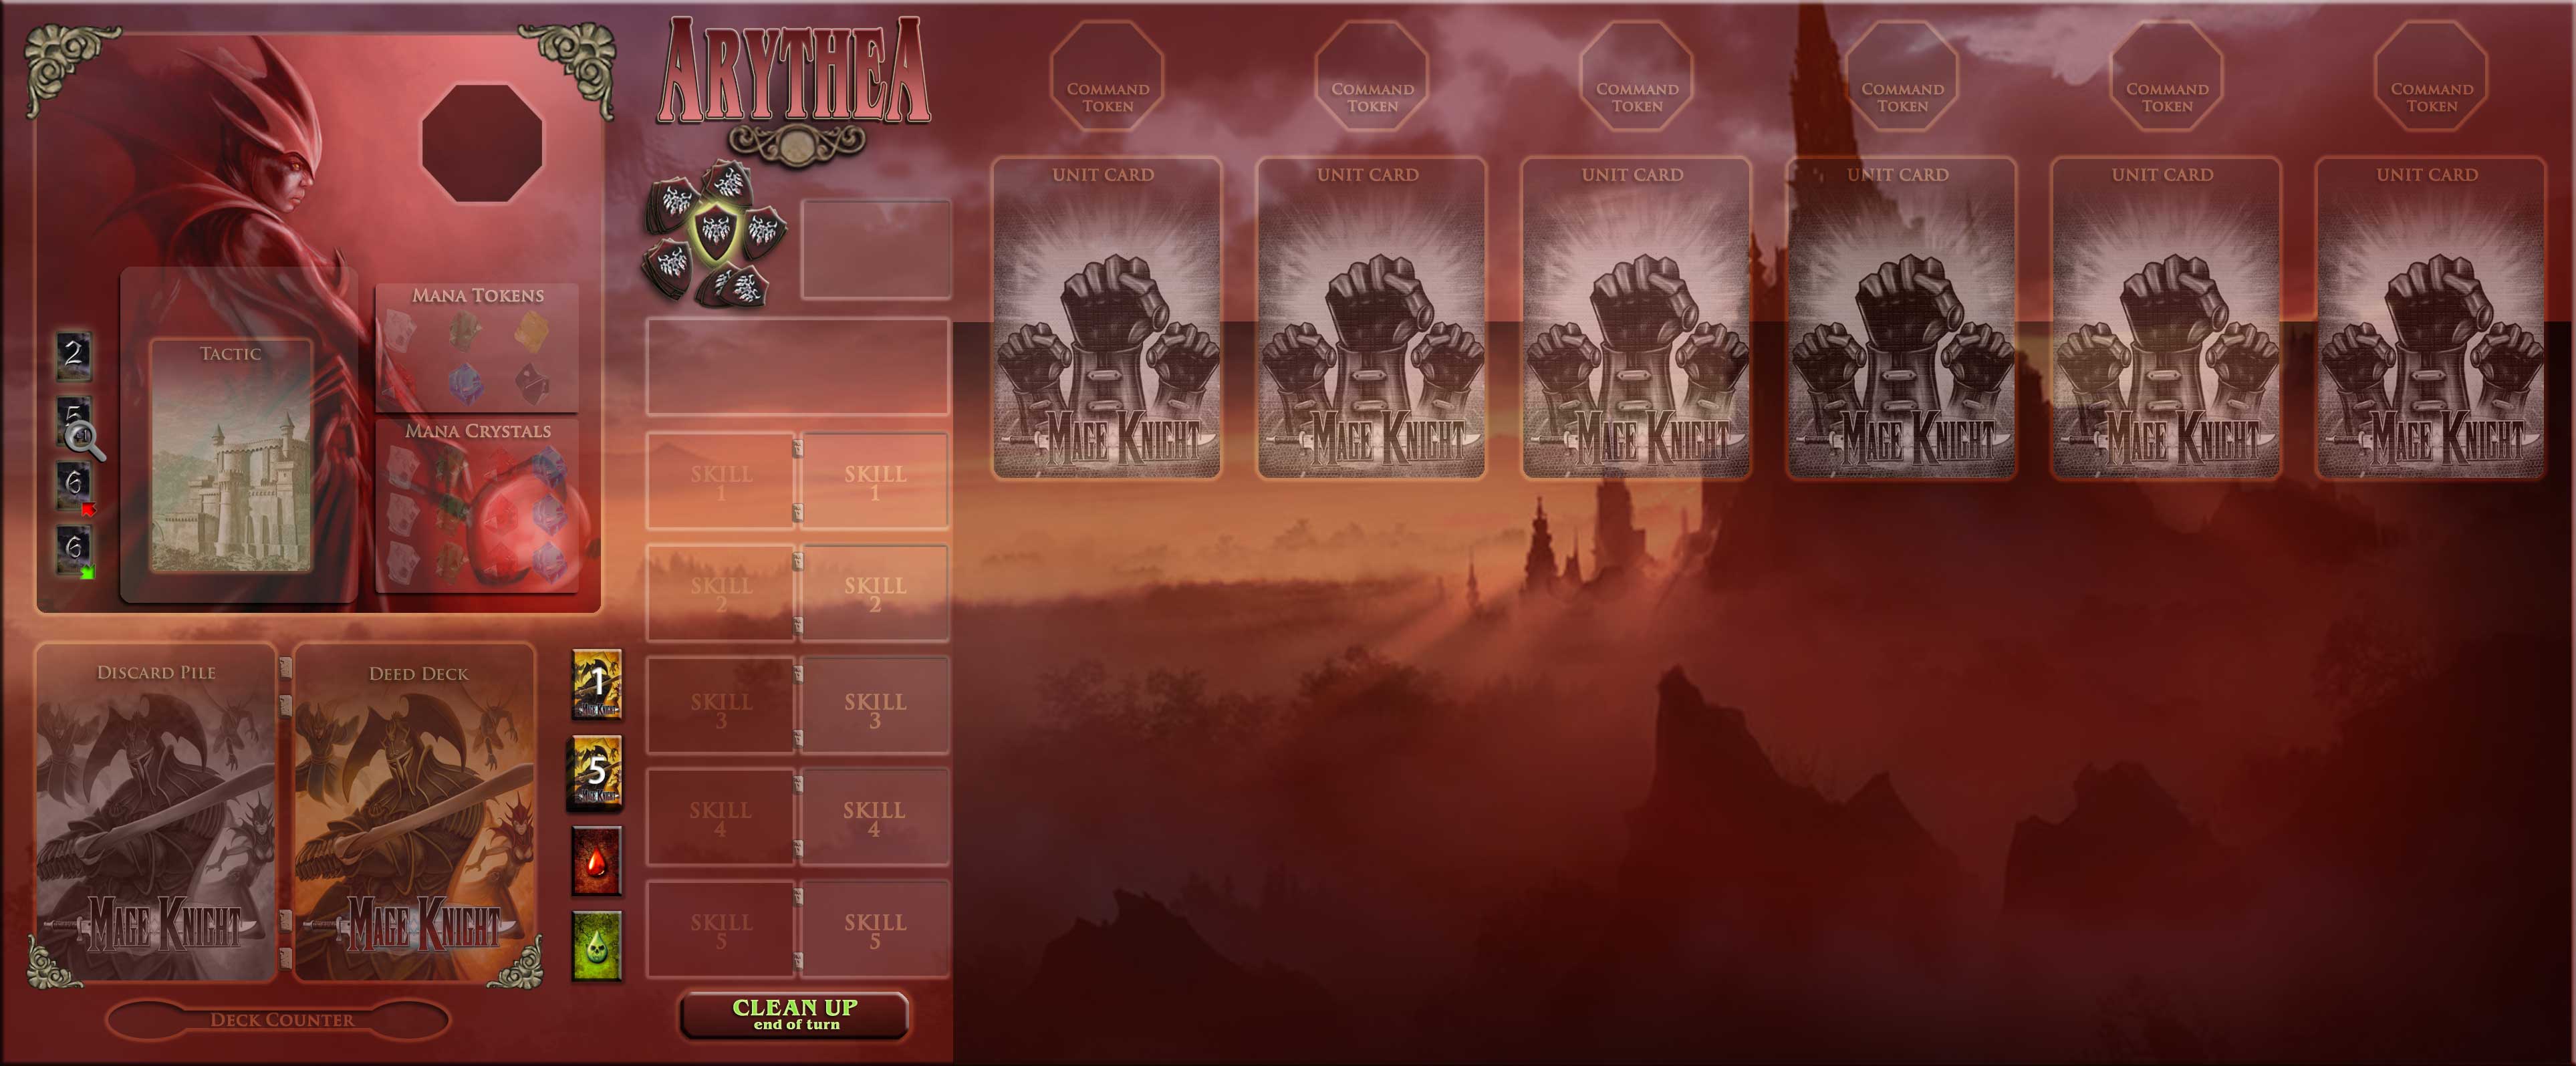 ARYTHEA
COMMAND
TOKEN
COMMAND
TOKEN
COMMAND
TOKEN
COMMAND
TOKEN
COMMAND
TOKEN
COMMAND
TOKEN
UNIT CARD
MAGE KNIGHT
UNIT CARD
MAGE KNIGHT
UNIT CARD
MAGE KNIGHT
UNIT CARD
MAGE KNIGHT
UNIT CARD
MAGE KNIGHT
UNIT CARD
MAGE KNIGHT
MANA TOKENS
TACTIC
MANA CRYSTALS
2
5
6
6
SKILL
1
SKILL
1
SKILL
2
SKILL
2
SKILL
3
SKILL
3
SKILL
4
SKILL
4
SKILL
5
SKILL
5
DISCARD PILE
MAGE KNIGHT
DEED DECK
MAGE KNIGHT
1
5
DECK COUNTER
CLEAN UP
end of turn